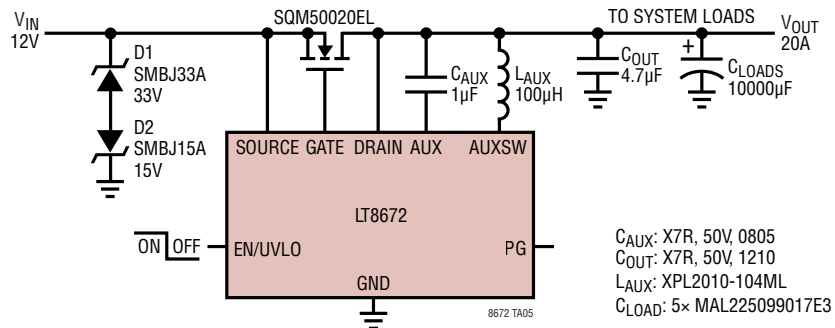 SQM50020EL
TO SYSTEM LOADS
VIN
12V
VOUT
20A
D1
SMBJ33A
33V
D2
SMBJ15A
15V
CAUX
1µF
LAUX
100µH
COUT
4.7µF
+
CLOADS
10000µF
SOURCE GATE DRAIN AUX AUXSW
LT8672
ON OFF
EN/UVLO
PG
GND
8672 TA05
CAUX: X7R, 50V, 0805
COUT: X7R, 50V, 1210
LAUX: XPL2010-104ML
CLOAD: 5× MAL225099017E3